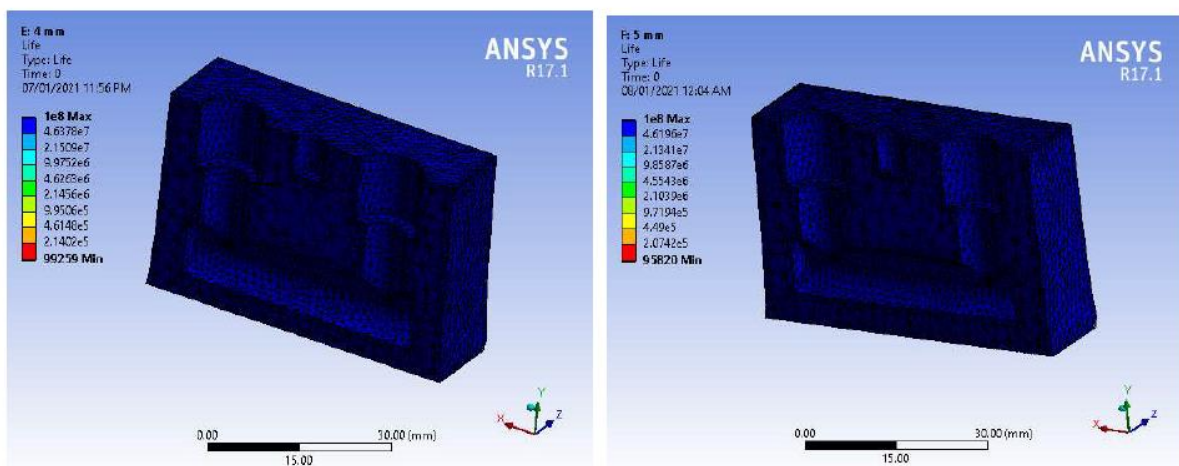 E: 4 mm
Life
Type: Life
Time: 0
07/01/2021 11:56 PM
ANSYS
R17.1
1e8 Max
4.6378e7
2.1509e7
9.9752e6
4.6263e6
2.1456e6
9.9506e5
4.6148e5
2.1402e5
99259 Min
0.00
30.00 (mm)
15.00
X
Y
Z
F: 5 mm
Life
Type: Life
Time: 0
08/01/2021 12:04 AM
ANSYS
R17.1
1e8 Max
4.6196e7
2.1341e7
9.8587e6
4.5543e6
2.1039e6
9.7194e5
4.49e5
2.0742e5
95820 Min
0.00
30.00 (mm)
15.00
X
Y
Z